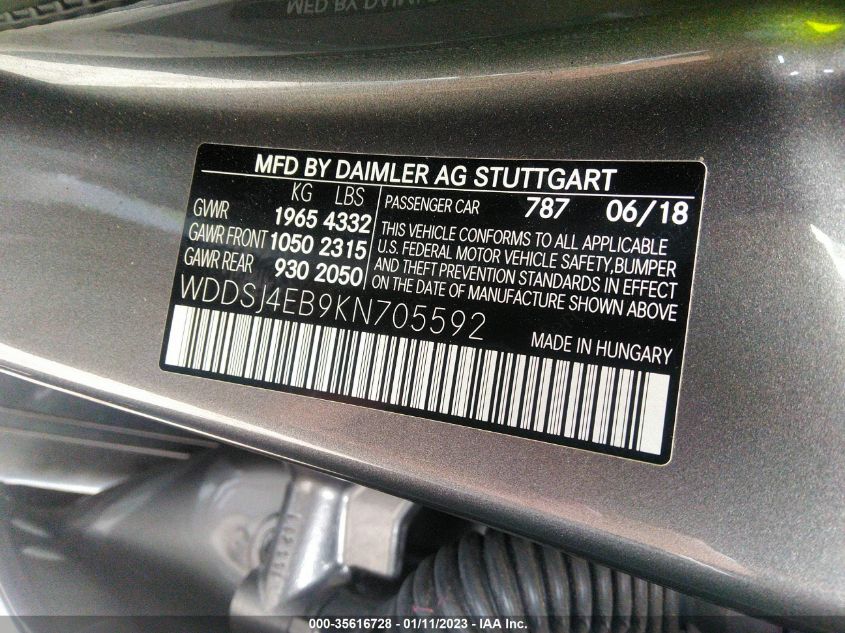 MFD BY DAIMLER AG STUTTGART
KG LBS
GVWR 1965 4332
GAWR FRONT 1050 2315
GAWR REAR 930 2050
PASSENGER CAR 787 06/18
THIS VEHICLE CONFORMS TO ALL APPLICABLE
U.S. FEDERAL MOTOR VEHICLE SAFETY,BUMPER
AND THEFT PREVENTION STANDARDS IN EFFECT
ON THE DATE OF MANUFACTURE SHOWN ABOVE
WDDSJ4EB9KN705592
MADE IN HUNGARY
000-35616728 - 01/11/2023 - IAA Inc.